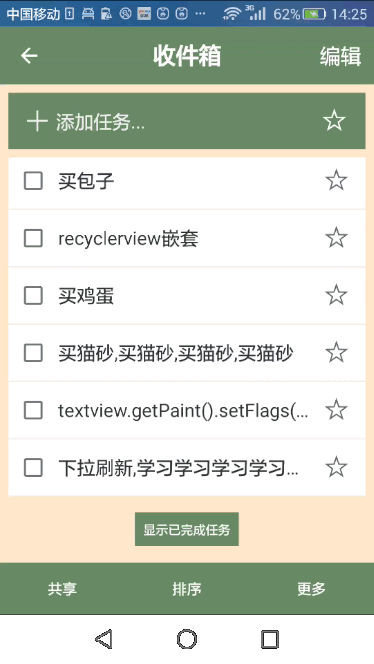 中国移动 3G 62% 14:25
收件箱 编辑
添加任务...
买包子
recyclerview嵌套
买鸡蛋
买猫砂,买猫砂,买猫砂,买猫砂
textview.getPaint().setFlags(...
下拉刷新,学习学习学习学习...
显示已完成任务
共享 排序 更多